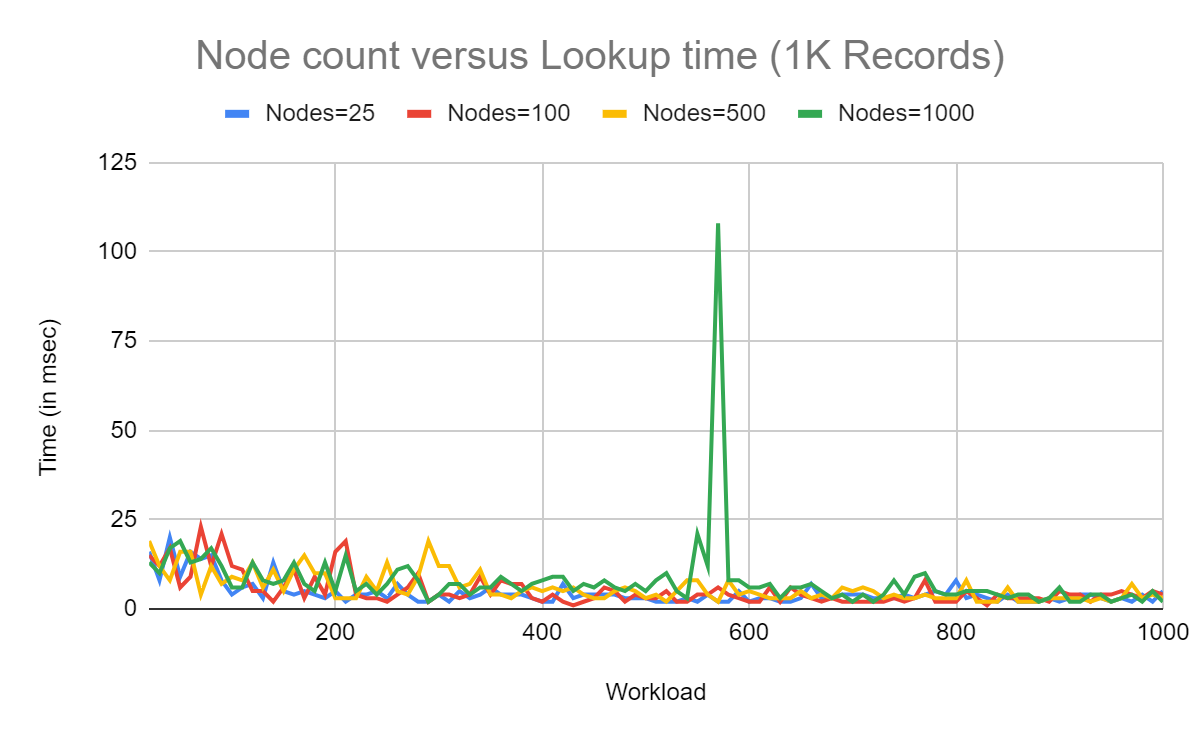 Node count versus Lookup time (1K Records)
Nodes=25 Nodes=100 Nodes=500 Nodes=1000
125
100
75
50
25
0
Time (in msec)
200 400 600 800 1000
Workload